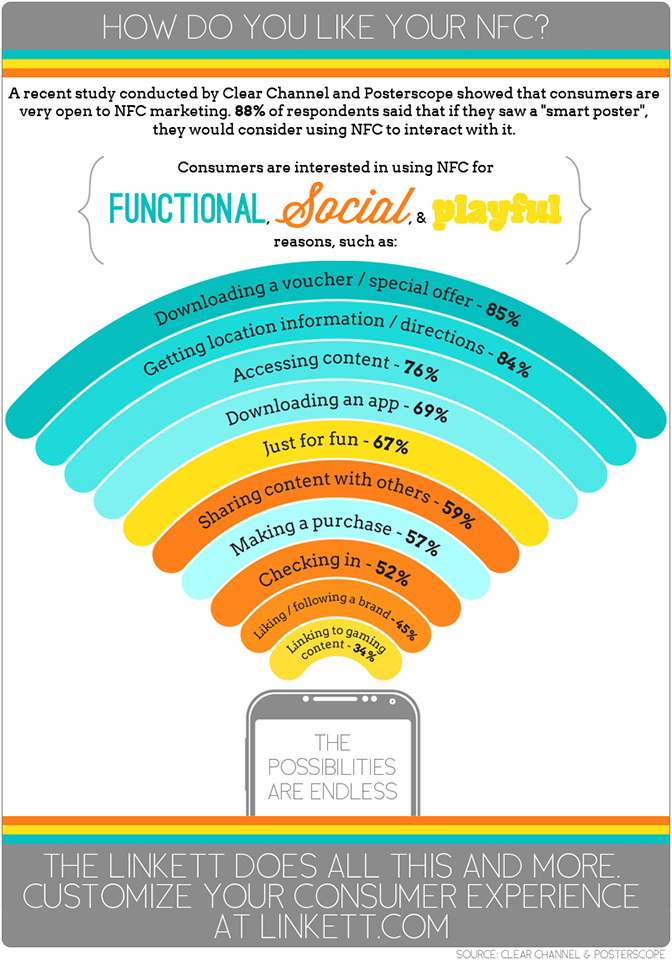 HOW DO YOU LIKE YOUR NFC?
A recent study conducted by Clear Channel and Posterscope showed that consumers are
very open to NFC marketing. 88% of respondents said that if they saw a "smart poster",
they would consider using NFC to interact with it.
Consumers are interested in using NFC for
FUNCTIONAL, Social, & playful
reasons, such as:
Downloading a voucher / special offer - 85%
Getting location information / directions - 84%
Accessing content - 76%
Downloading an app - 69%
Just for fun - 67%
Sharing content with others - 59%
Making a purchase - 57%
Checking in - 52%
Liking / following a brand - 45%
Linking to gaming
content - 34%
THE
POSSIBILITIES
ARE ENDLESS
THE LINKETT DOES ALL THIS AND MORE.
CUSTOMIZE YOUR CONSUMER EXPERIENCE
AT LINKETT.COM
SOURCE: CLEAR CHANNEL & POSTERSCOPE